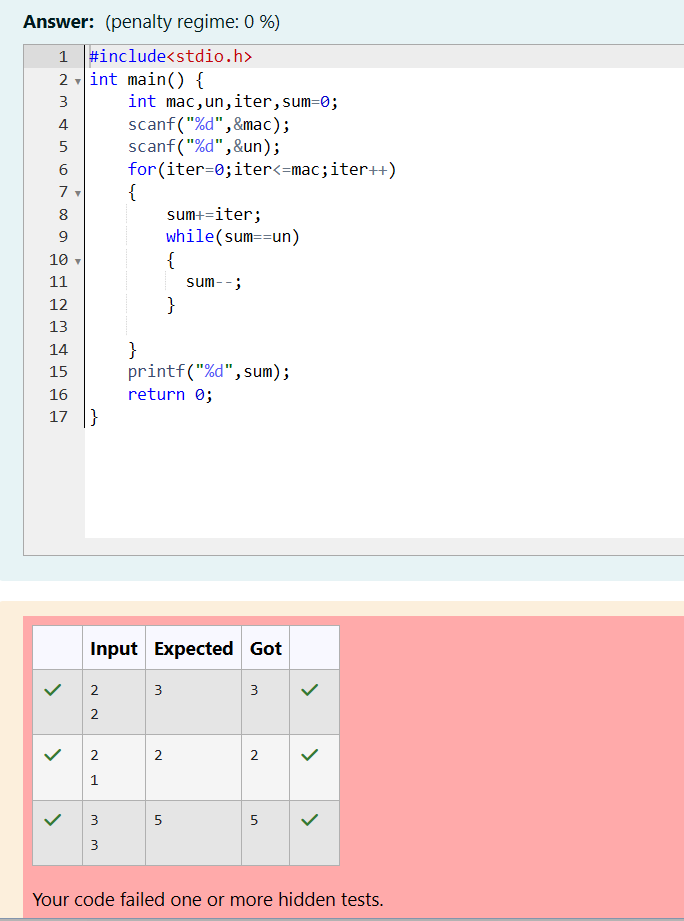 Answer: (penalty regime: 0 %)
1 #include<stdio.h>
2 int main() {
3 int mac,un,iter,sum=0;
4 scanf("%d",&mac);
5 scanf("%d",&un);
6 for(iter=0;iter<=mac;iter++)
7 {
8 sum+=iter;
9 while(sum==un)
10 {
11 sum--;
12 }
13
14 }
15 printf("%d",sum);
16 return 0;
17 }
Input Expected Got
2 3 3
2
2 2 2
1
3 5 5
3
Your code failed one or more hidden tests.